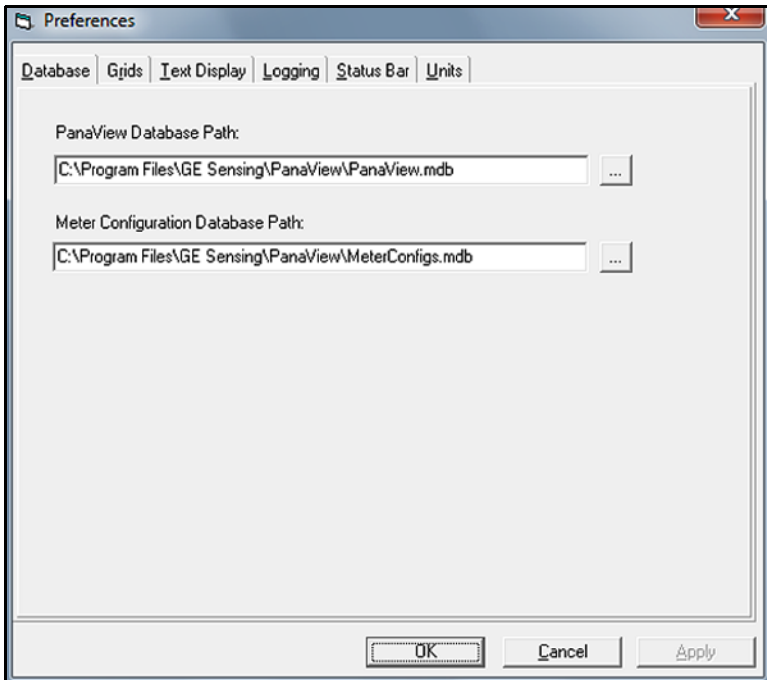 Preferences
Database Grids Text Display Logging Status Bar Units
PanaView Database Path:
C:\Program Files\GE Sensing\PanaView\PanaView.mdb ...
Meter Configuration Database Path:
C:\Program Files\GE Sensing\PanaView\MeterConfigs.mdb ...
OK Cancel Apply